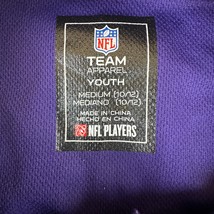 NFL
TEAM
APPAREL
YOUTH
MEDIUM (10/12)
MEDIANO (10/12)
MADE IN CHINA
HECHO EN CHINA
NFL PLAYERS